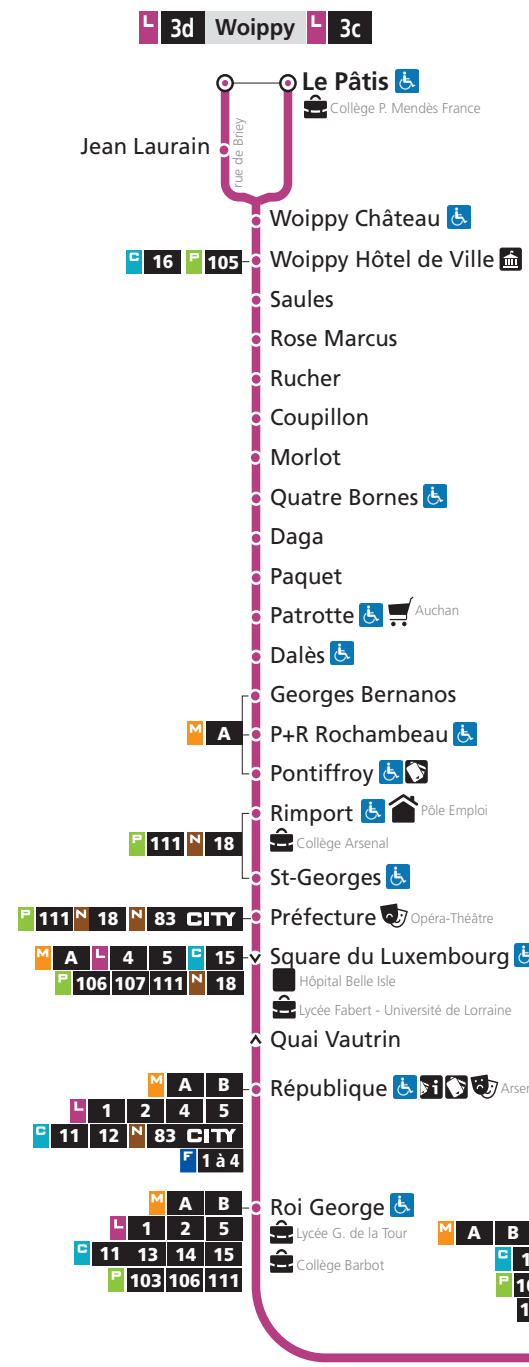 L 3d Woippy L 3c
Le Pâtis
Collège P. Mendès France
rue de Briey
Jean Laurain
Woippy Château
C 16 P 105 Woippy Hôtel de Ville
Saules
Rose Marcus
Rucher
Coupillon
Morlot
Quatre Bornes
Daga
Paquet
Patrotte Auchan
Dalès
Georges Bernanos
M A P+R Rochambeau
Pontiffroy
Rimport Pôle Emploi
P 111 N 18 Collège Arsenal
St-Georges
P 111 N 18 N 83 CITY Préfecture Opéra-Théâtre
M A L 4 5 C 15 Square du Luxembourg
P 106 107 111 N 18 Hôpital Belle Isle
Lycée Fabert - Université de Lorraine
Quai Vautrin
M A B République
L 1 2 4 5
C 11 12 N 83 CITY
F 1 à 4
M A B Roi George
L 1 2 5 Lycée G. de la Tour
C 11 13 14 15 Collège Barbot
P 103 106 111
M A B
C
P